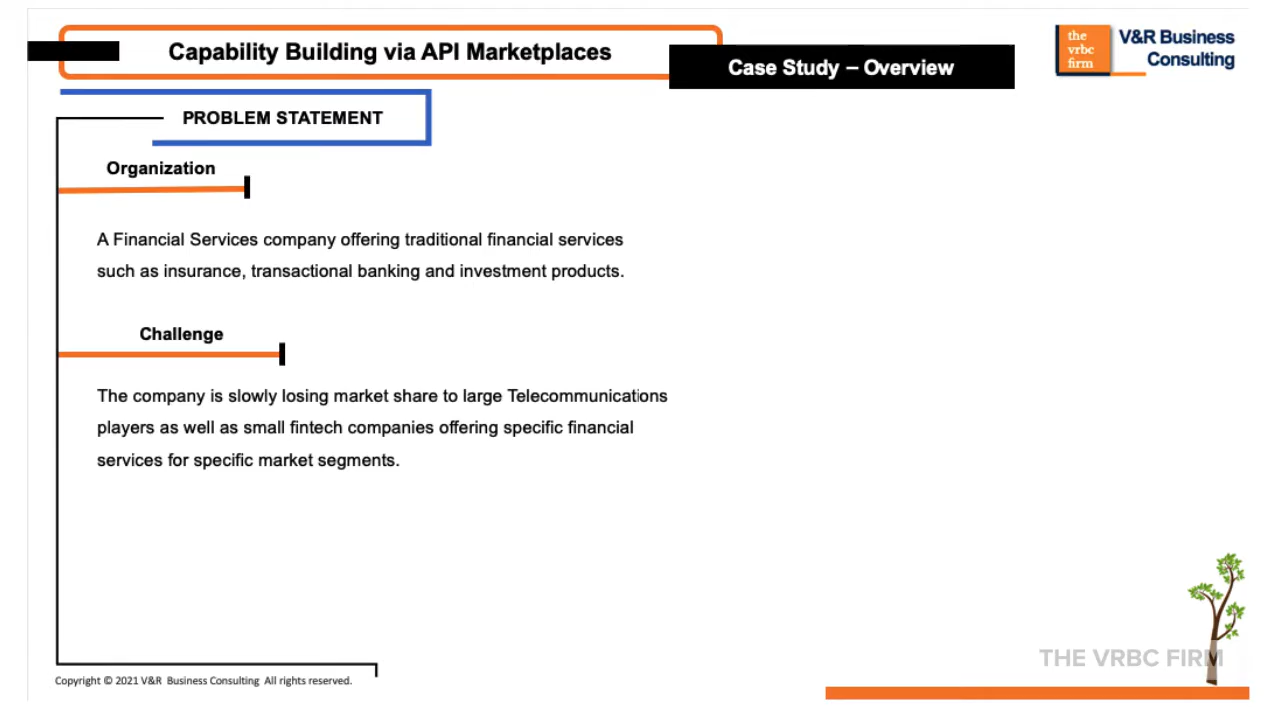 Capability Building via API Marketplaces
Case Study – Overview
the
vrbc
firm
V&R Business
Consulting
PROBLEM STATEMENT
Organization
A Financial Services company offering traditional financial services
such as insurance, transactional banking and investment products.
Challenge
The company is slowly losing market share to large Telecommunications
players as well as small fintech companies offering specific financial
services for specific market segments.
THE VRBC FIRM
Copyright © 2021 V&R Business Consulting All rights reserved.